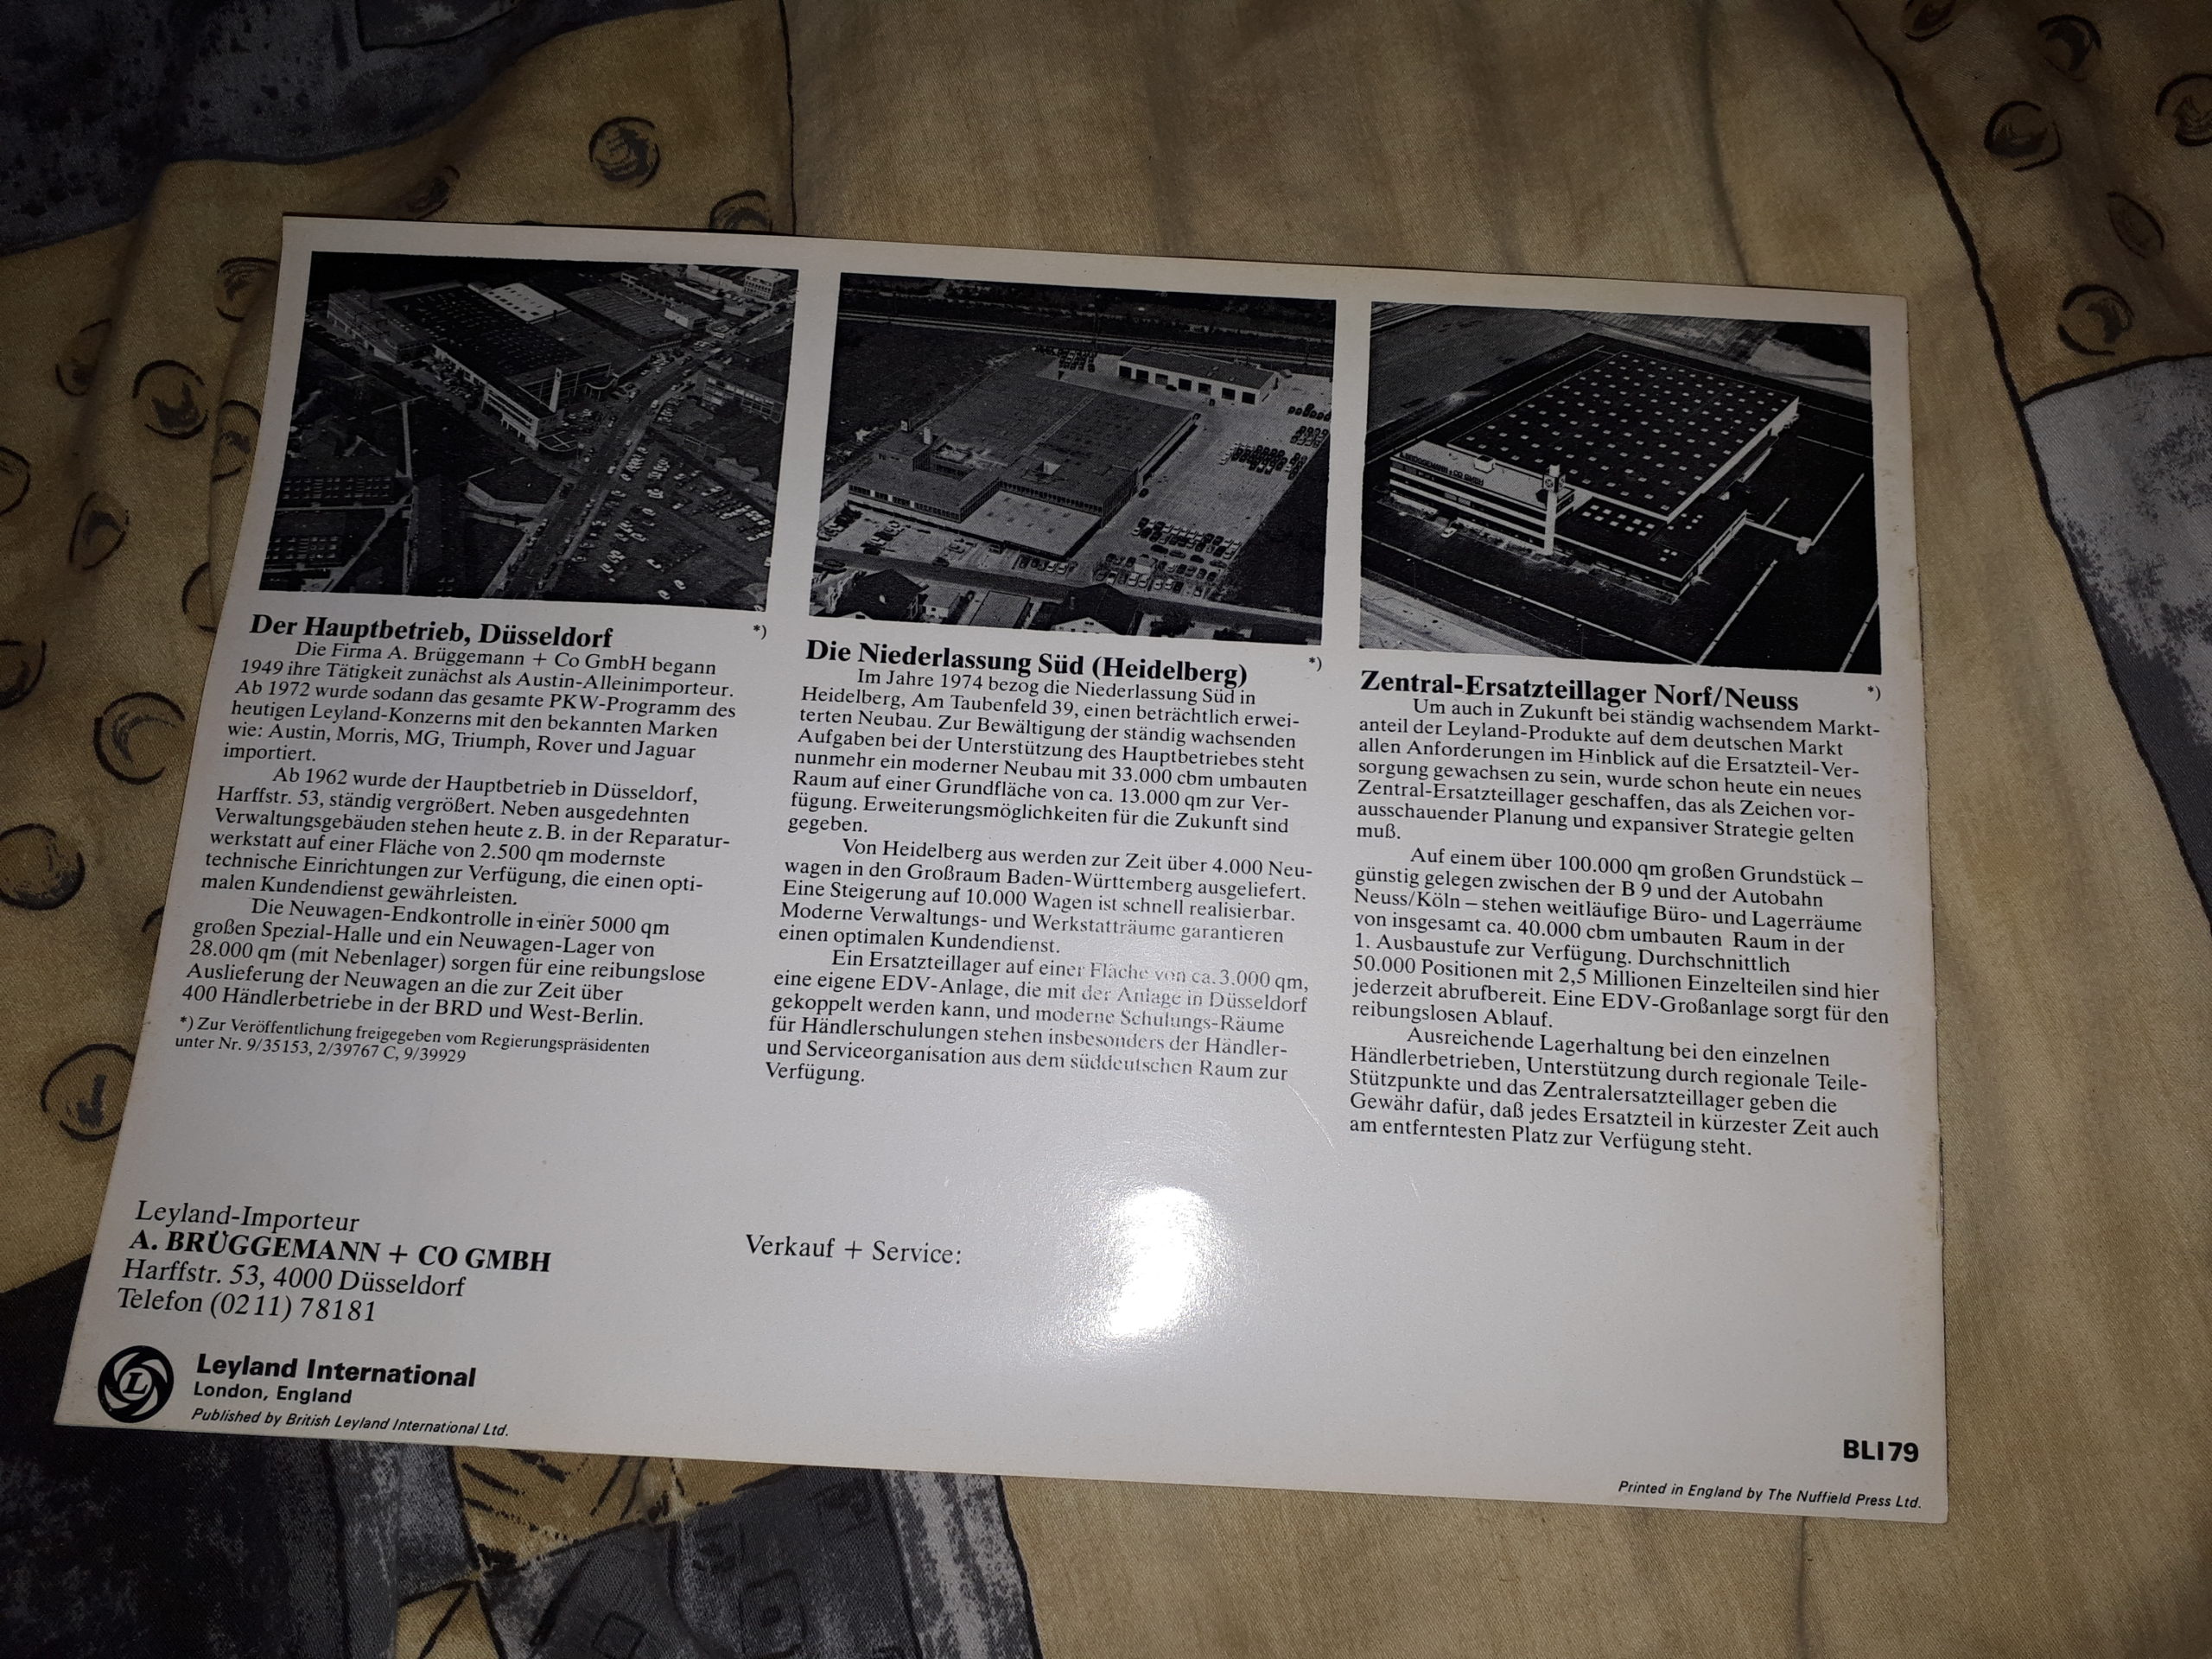 Der Hauptbetrieb, Düsseldorf *)
Die Firma A. Brüggemann + Co GmbH begann
1949 ihre Tätigkeit zunächst als Austin-Alleinimporteur.
Ab 1972 wurde sodann das gesamte PKW-Programm des
heutigen Leyland-Konzerns mit den bekannten Marken
wie: Austin, Morris, MG, Triumph, Rover und Jaguar
importiert.
Ab 1962 wurde der Hauptbetrieb in Düsseldorf,
Harffstr. 53, ständig vergrößert. Neben ausgedehnten
Verwaltungsgebäuden stehen heute z. B. in der Reparatur-
werkstatt auf einer Fläche von 2.500 qm modernste
technische Einrichtungen zur Verfügung, die einen opti-
malen Kundendienst gewährleisten.
Die Neuwagen-Endkontrolle in einer 5000 qm
großen Spezial-Halle und ein Neuwagen-Lager von
28.000 qm (mit Nebenlager) sorgen für eine reibungslose
Auslieferung der Neuwagen an die zur Zeit über
400 Händlerbetriebe in der BRD und West-Berlin.
*) Zur Veröffentlichung freigegeben vom Regierungspräsidenten
unter Nr. 9/35153, 2/39767 C, 9/39929
Die Niederlassung Süd (Heidelberg) *)
Im Jahre 1974 bezog die Niederlassung Süd in
Heidelberg, Am Taubenfeld 39, einen beträchtlich erwei-
terten Neubau. Zur Bewältigung der ständig wachsenden
Aufgaben bei der Unterstützung des Hauptbetriebes steht
nunmehr ein moderner Neubau mit 33.000 cbm umbauten
Raum auf einer Grundfläche von ca. 13.000 qm zur Ver-
fügung. Erweiterungsmöglichkeiten für die Zukunft sind
gegeben.
Von Heidelberg aus werden zur Zeit über 4.000 Neu-
wagen in den Großraum Baden-Württemberg ausgeliefert.
Eine Steigerung auf 10.000 Wagen ist schnell realisierbar.
Moderne Verwaltungs- und Werkstatträume garantieren
einen optimalen Kundendienst.
Ein Ersatzteillager auf einer Fläche von ca. 3.000 qm,
eine eigene EDV-Anlage, die mit der Anlage in Düsseldorf
gekoppelt werden kann, und moderne Schulungs-Räume
für Händlerschulungen stehen insbesonders der Händler-
und Serviceorganisation aus dem süddeutschen Raum zur
Verfügung.
A. BRÜGGEMANN + CO GMBH
Zentral-Ersatzteillager Norf/Neuss *)
Um auch in Zukunft bei ständig wachsendem Markt-
anteil der Leyland-Produkte auf dem deutschen Markt
allen Anforderungen im Hinblick auf die Ersatzteil-Ver-
sorgung gewachsen zu sein, wurde schon heute ein neues
Zentral-Ersatzteillager geschaffen, das als Zeichen vor-
ausschauender Planung und expansiver Strategie gelten
muß.
Auf einem über 100.000 qm großen Grundstück –
günstig gelegen zwischen der B 9 und der Autobahn
Neuss/Köln – stehen weitläufige Büro- und Lagerräume
von insgesamt ca. 40.000 cbm umbauten Raum in der
1. Ausbaustufe zur Verfügung. Durchschnittlich
50.000 Positionen mit 2,5 Millionen Einzelteilen sind hier
jederzeit abrufbereit. Eine EDV-Großanlage sorgt für den
reibungslosen Ablauf.
Ausreichende Lagerhaltung bei den einzelnen
Händlerbetrieben, Unterstützung durch regionale Teile-
Stützpunkte und das Zentralersatzteillager geben die
Gewähr dafür, daß jedes Ersatzteil in kürzester Zeit auch
am entferntesten Platz zur Verfügung steht.
Leyland-Importeur
A. BRÜGGEMANN + CO GMBH
Harffstr. 53, 4000 Düsseldorf
Telefon (0211) 78181
Verkauf + Service:
L
Leyland International
London, England
Published by British Leyland International Ltd.
BLI 79
Printed in England by The Nuffield Press Ltd.